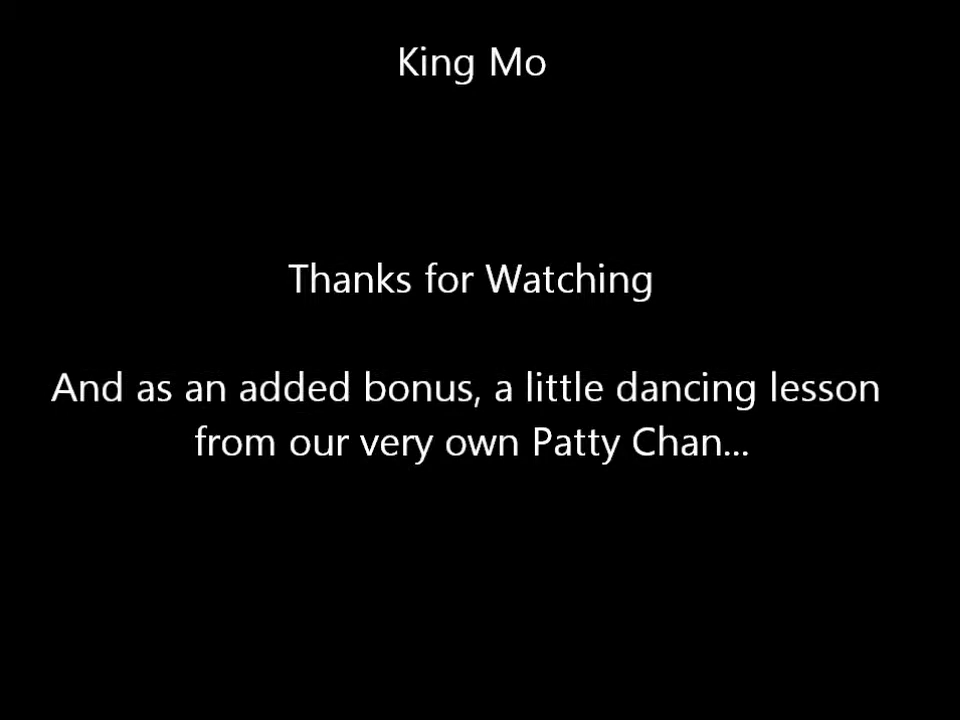 King Mo
Thanks for Watching
And as an added bonus, a little dancing lesson
from our very own Patty Chan...